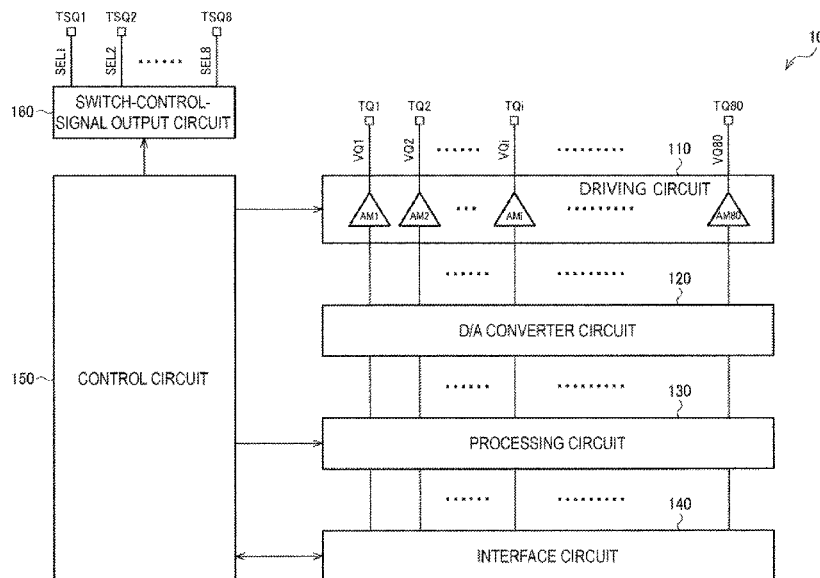 TSQ1 TSQ2 TSQ8
SEL1 SEL2 ...... SEL8
160 SWITCH-CONTROL-
SIGNAL OUTPUT CIRCUIT
10
TQ1 TQ2 TQi TQ80
VQ1 VQ2 ...... VQi ......... VQ80
110
DRIVING CIRCUIT
AM1 AM2 ... AMi ......... AM80
...... .........
120
D/A CONVERTER CIRCUIT
150 CONTROL CIRCUIT
...... .........
130
PROCESSING CIRCUIT
...... .........
140
INTERFACE CIRCUIT